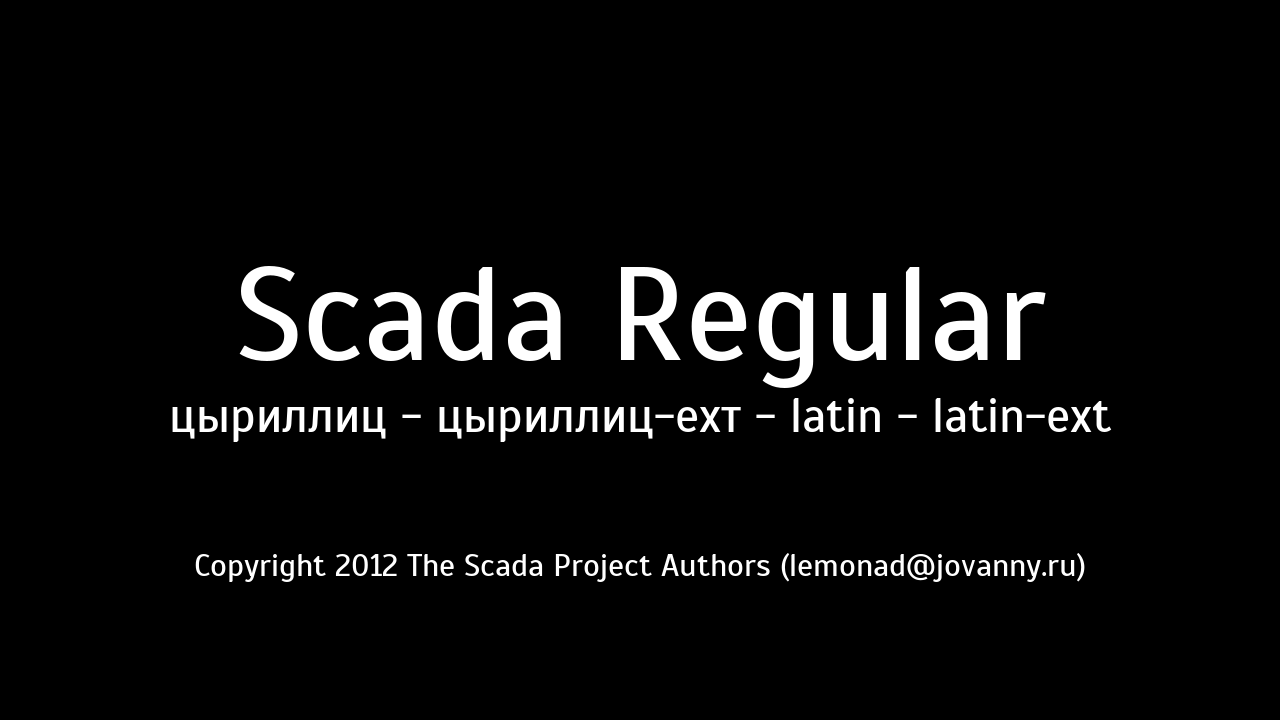 Scada Regular
цыриллиц - цыриллиц-ехт - latin - latin-ext
Copyright 2012 The Scada Project Authors (lemonad@jovanny.ru)